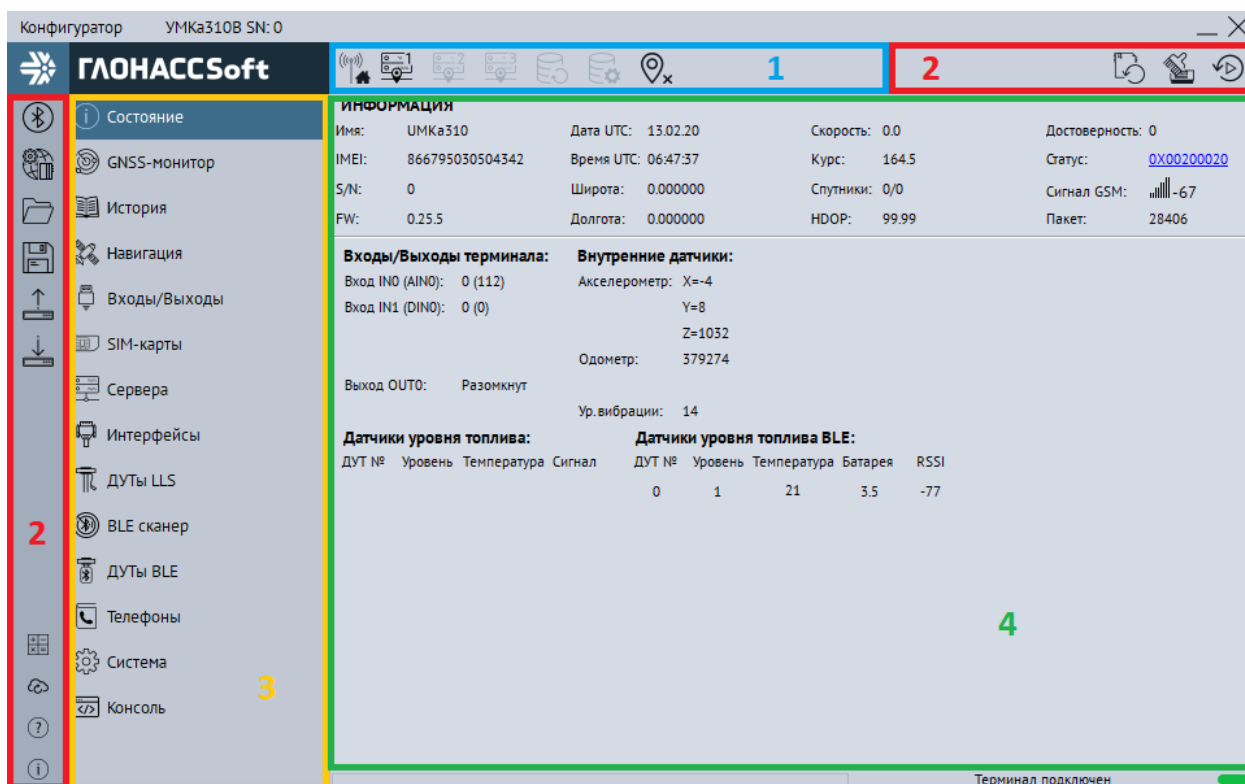 Конфигуратор УМКа310В SN: 0
ГЛОНАССSoft
1 2 1 2 3
Состояние
GNSS-монитор
История
Навигация
Входы/Выходы
SIM-карты
Сервера
Интерфейсы
ДУТы LLS
BLE сканер
ДУТы BLE
Телефоны
Система
Консоль
2
3
ИНФОРМАЦИЯ
Имя: UMKa310 Дата UTC: 13.02.20 Скорость: 0.0 Достоверность: 0
IMEI: 866795030504342 Время UTC: 06:47:37 Курс: 164.5 Статус: 0X00200020
S/N: 0 Широта: 0.000000 Спутники: 0/0 Сигнал GSM: -67
FW: 0.25.5 Долгота: 0.000000 HDOP: 99.99 Пакет: 28406
Входы/Выходы терминала: Внутренние датчики:
Вход IN0 (AIN0): 0 (112) Акселерометр: X=-4
Вход IN1 (DIN0): 0 (0) Y=8
Z=1032
Одометр: 379274
Выход OUT0: Разомкнут
Ур.вибрации: 14
Датчики уровня топлива: Датчики уровня топлива BLE:
ДУТ № Уровень Температура Сигнал ДУТ № Уровень Температура Батарея RSSI
0 1 21 3.5 -77
4
Терминал подключен